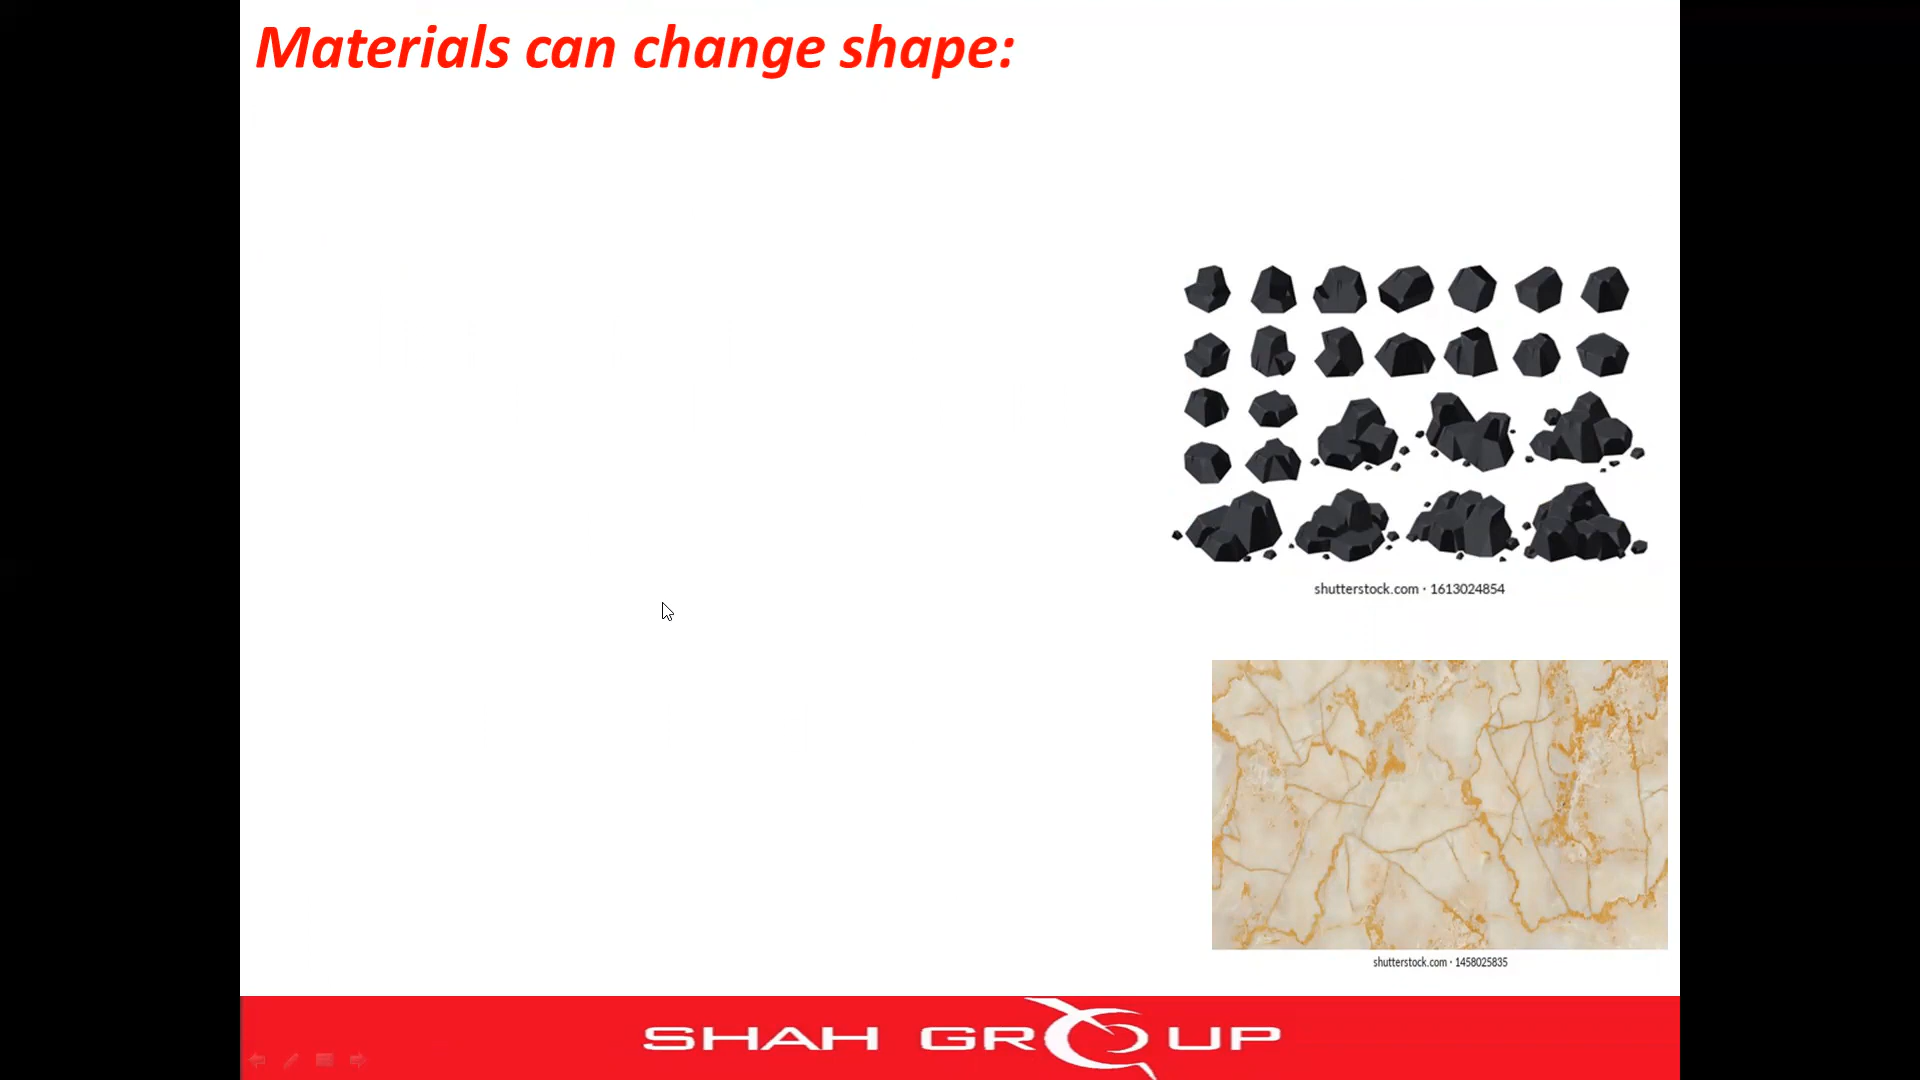 Materials can change shape:
shutterstock.com · 1613024854
shutterstock.com · 1458025835
SHAH GROUP